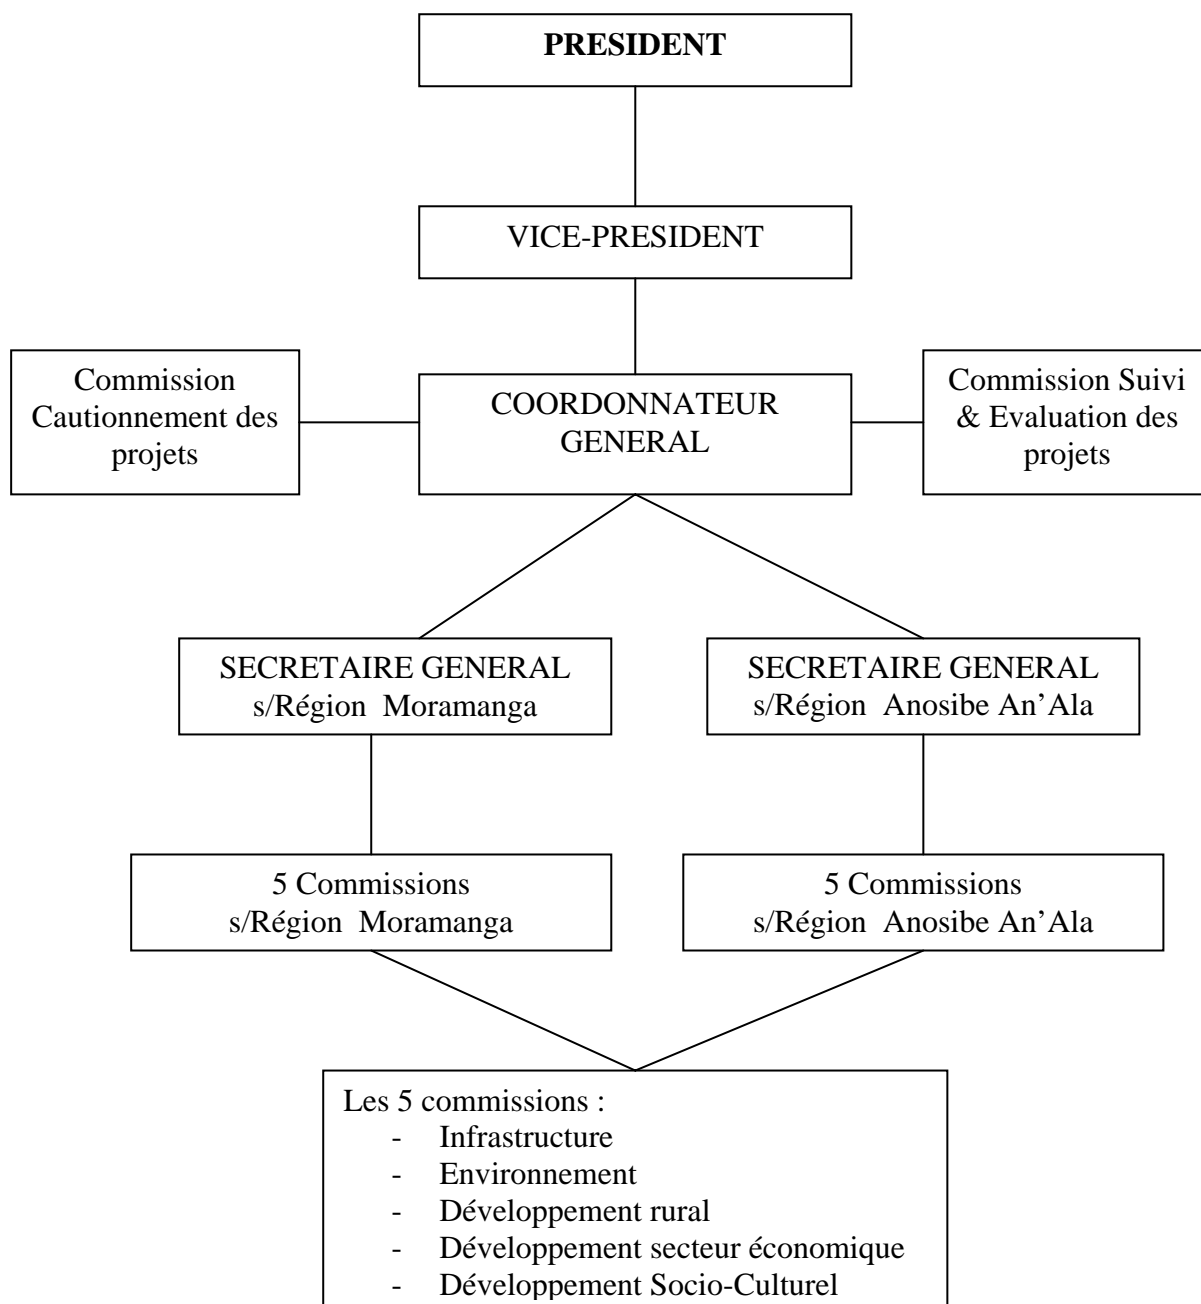 PRESIDENT
VICE-PRESIDENT
Commission
Cautionnement des
projets
COORDONNATEUR
GENERAL
Commission Suivi
& Evaluation des
projets
SECRETAIRE GENERAL
s/Région Moramanga
SECRETAIRE GENERAL
s/Région Anosibe An’Ala
5 Commissions
s/Région Moramanga
5 Commissions
s/Région Anosibe An’Ala
Les 5 commissions :
- Infrastructure
- Environnement
- Développement rural
- Développement secteur économique
- Développement Socio-Culturel